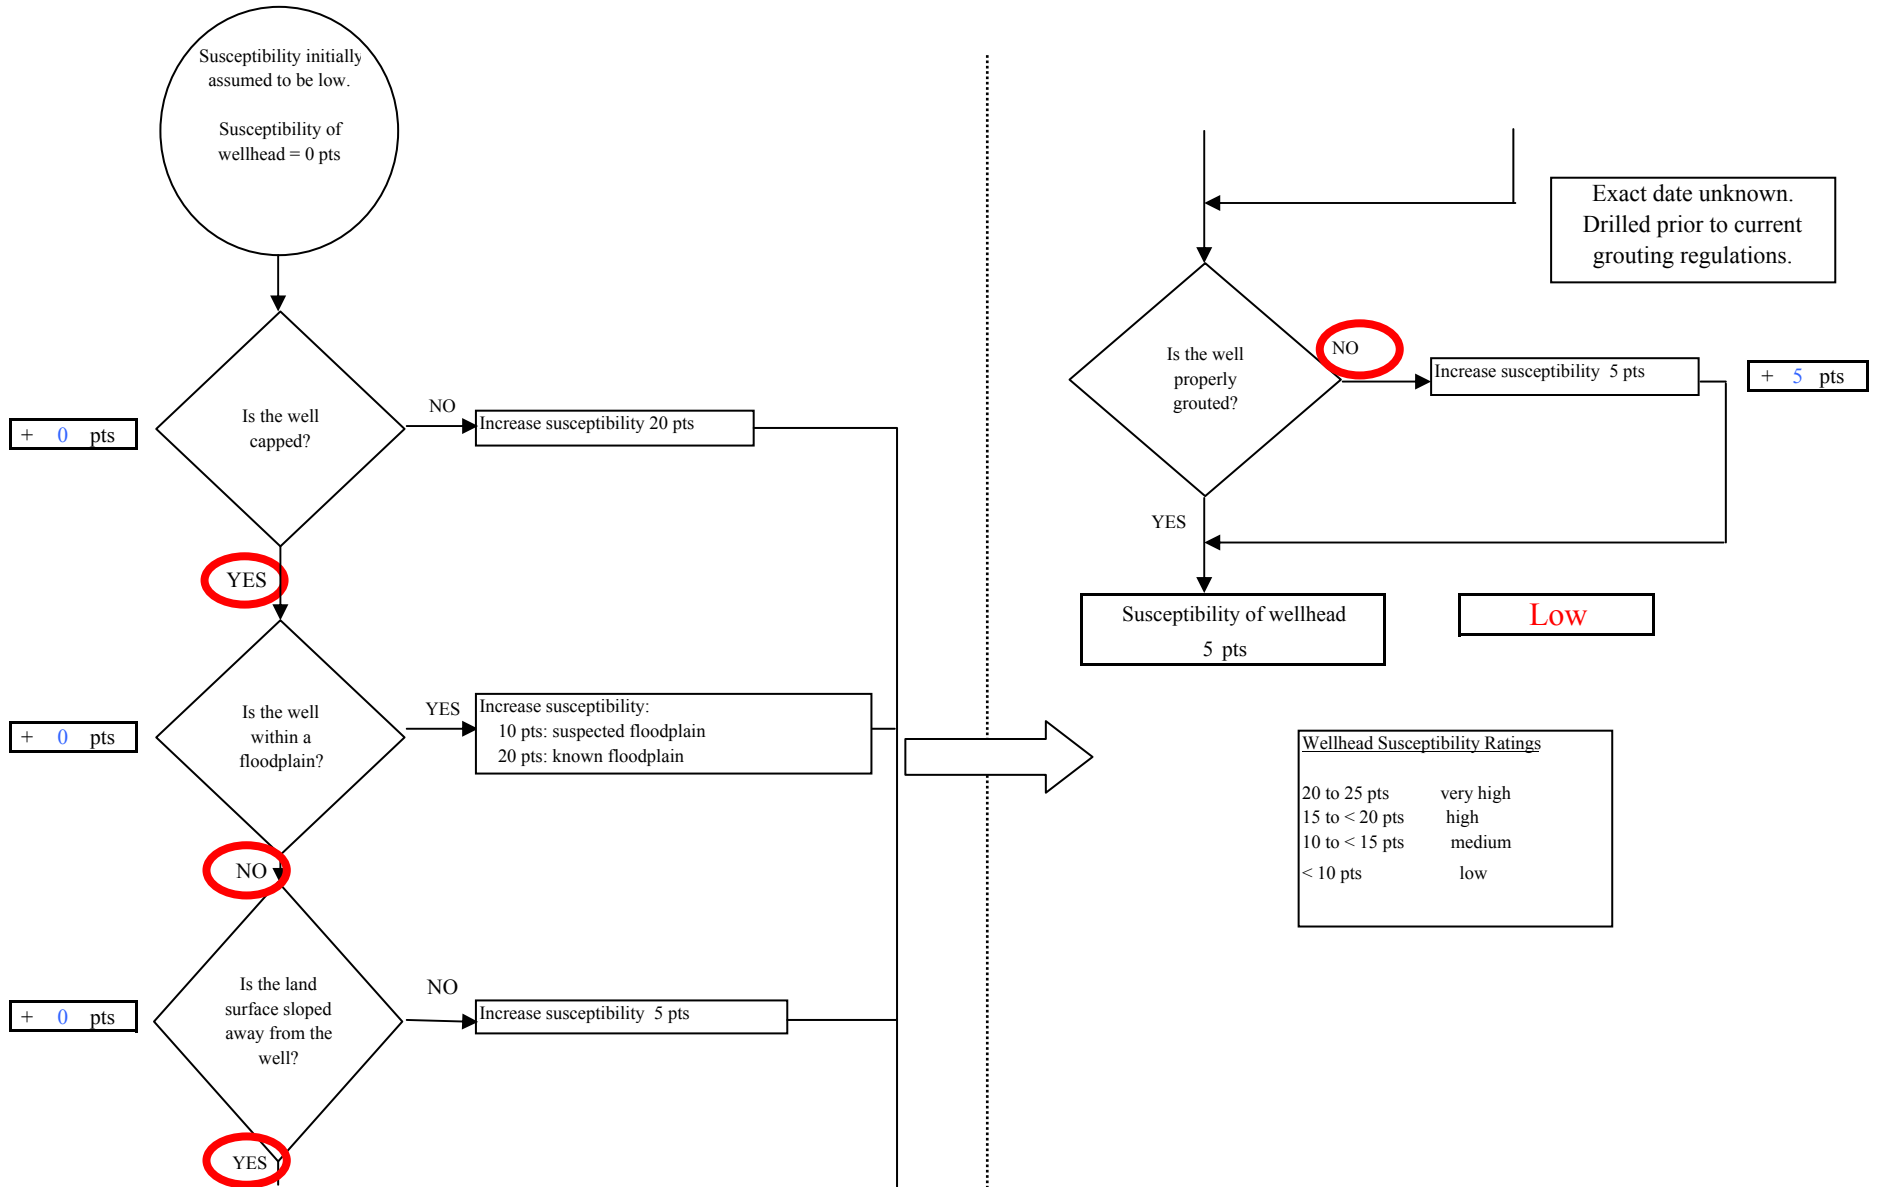 Susceptibility initially
assumed to be low.
Susceptibility of
wellhead = 0 pts
Is the well
capped?
+ 0 pts
NO
Increase susceptibility 20 pts
YES
Is the well
within a
floodplain?
+ 0 pts
YES
Increase susceptibility:
10 pts: suspected floodplain
20 pts: known floodplain
NO
Is the land
surface sloped
away from the
well?
+ 0 pts
NO
Increase susceptibility 5 pts
YES
Exact date unknown.
Drilled prior to current
grouting regulations.
Is the well
properly
grouted?
NO
Increase susceptibility 5 pts
+ 5 pts
YES
Susceptibility of wellhead
5 pts
Low
Wellhead Susceptibility Ratings
20 to 25 pts very high
15 to < 20 pts high
10 to < 15 pts medium
< 10 pts low